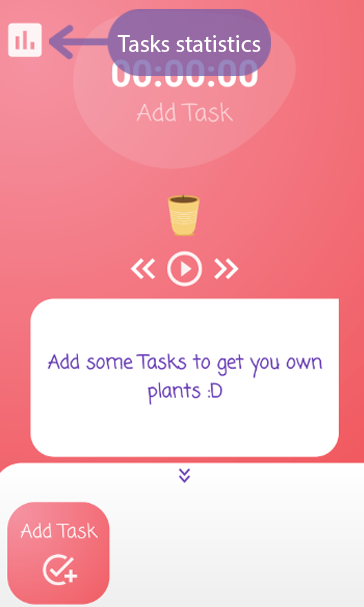 Tasks statistics
00:00:00
Add Task
Add some Tasks to get you own
plants :D
Add Task